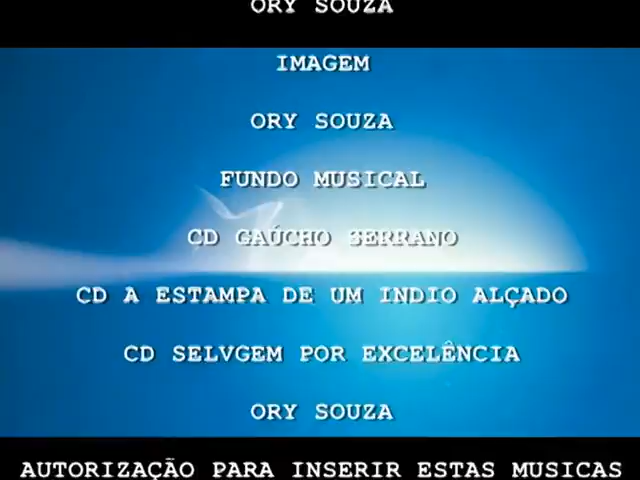 ORY SOUZA
IMAGEM
ORY SOUZA
FUNDO MUSICAL
CD GAÚCHO SERRANO
CD A ESTAMPA DE UM INDIO ALÇADO
CD SELVGEM POR EXCELÊNCIA
ORY SOUZA
AUTORIZAÇÃO PARA INSERIR ESTAS MUSICAS